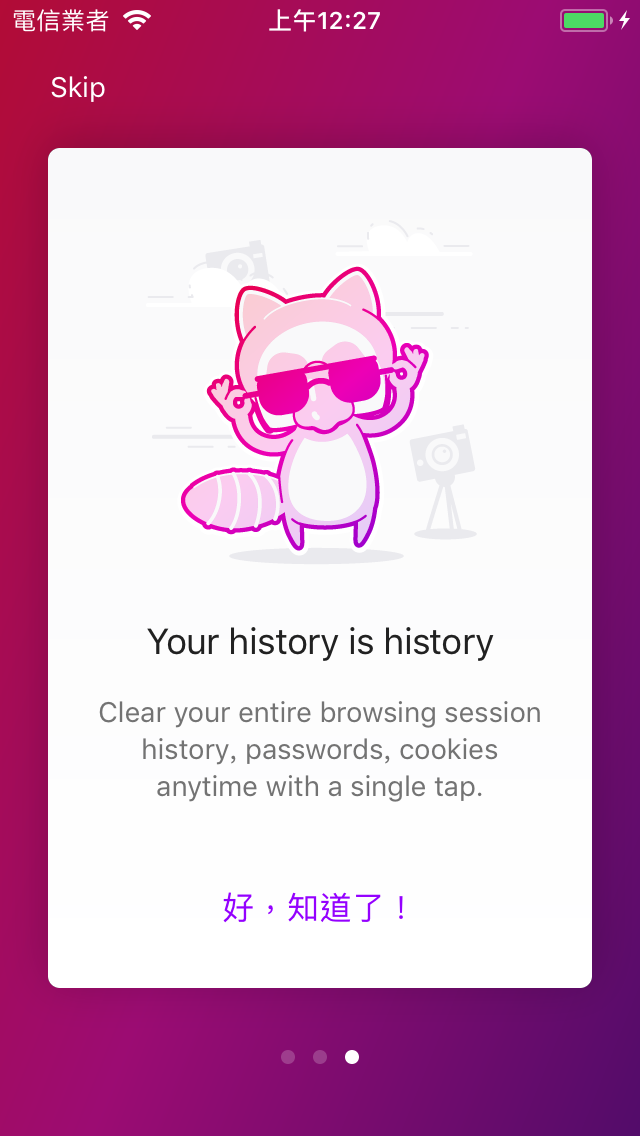 電信業者 上午12:27
Skip
Your history is history
Clear your entire browsing session
history, passwords, cookies
anytime with a single tap.
好，知道了！